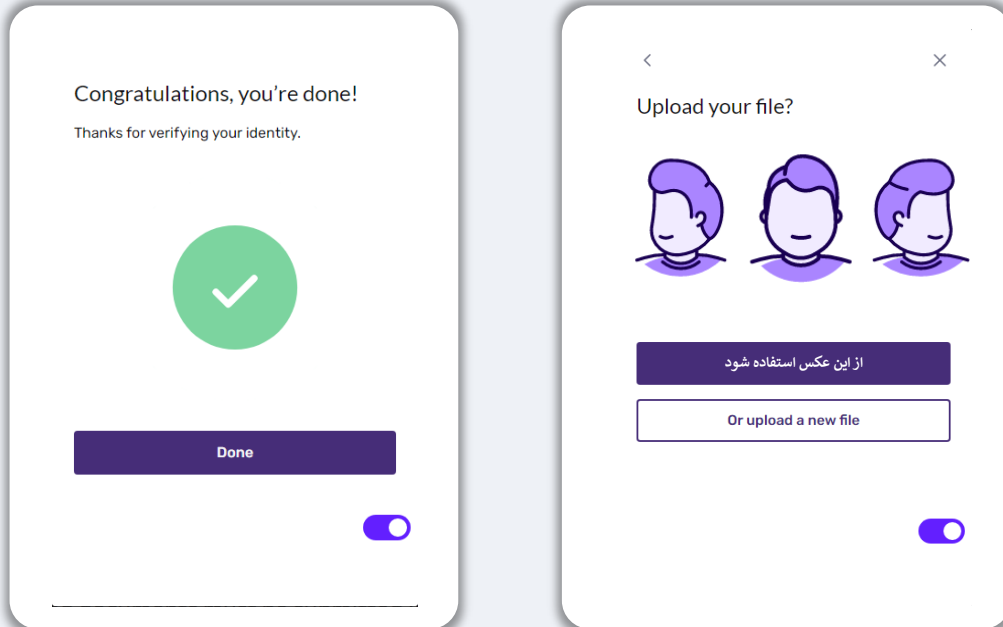 Congratulations, you're done!
Thanks for verifying your identity.
Done
Upload your file?
از این عکس استفاده شود
Or upload a new file